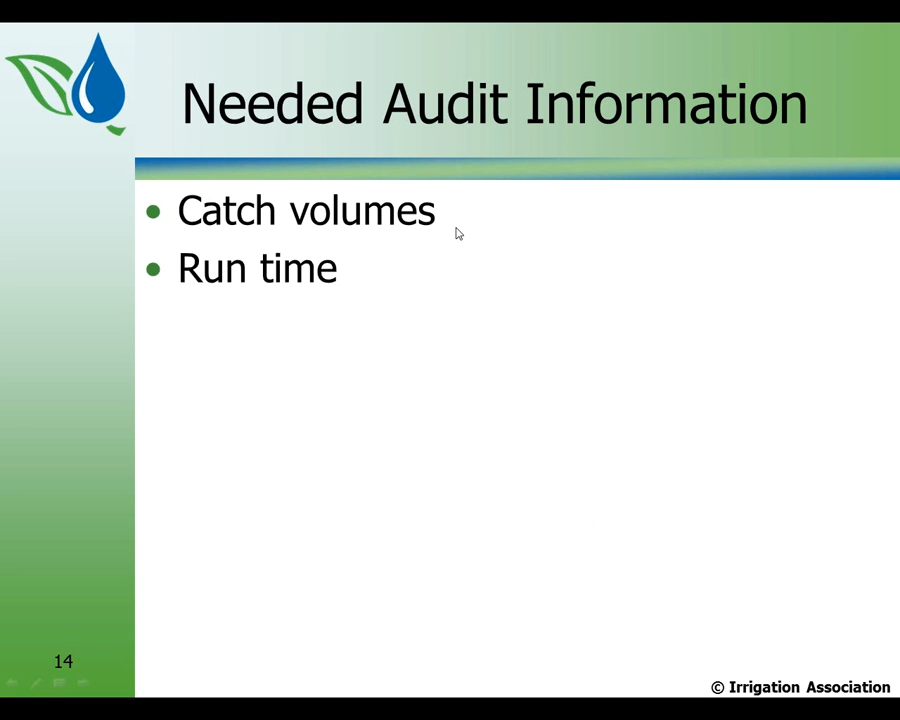 Needed Audit Information
• Catch volumes
• Run time
14
© Irrigation Association